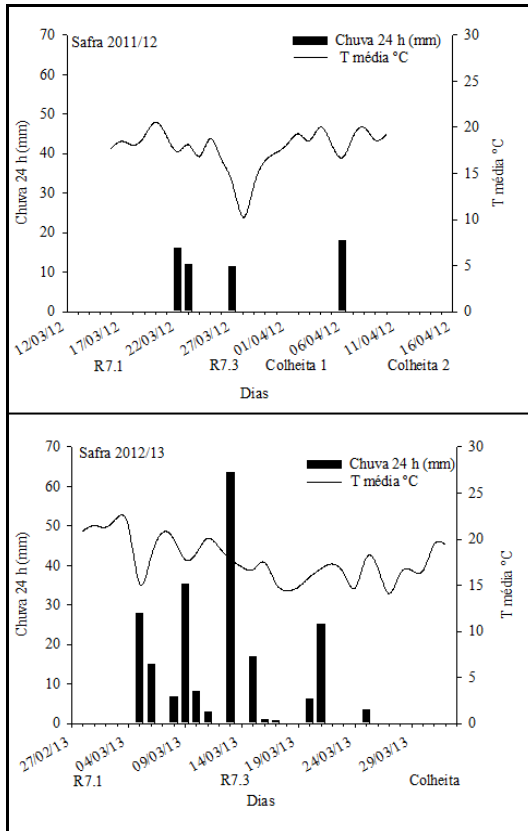 Safra 2011/12
Chuva 24 h (mm)
T média °C
70
60
50
40
30
20
10
0
Chuva 24 h (mm)
30
25
20
15
10
5
0
T média °C
12/03/12 17/03/12 22/03/12 27/03/12 01/04/12 06/04/12 11/04/12 16/04/12
R7.1 R7.3 Colheita 1 Colheita 2
Dias
Safra 2012/13
Chuva 24 h (mm)
T média °C
70
60
50
40
30
20
10
0
Chuva 24 h (mm)
30
25
20
15
10
5
0
T média °C
27/02/13 04/03/13 09/03/13 14/03/13 19/03/13 24/03/13 29/03/13
R7.1 R7.3 Colheita
Dias